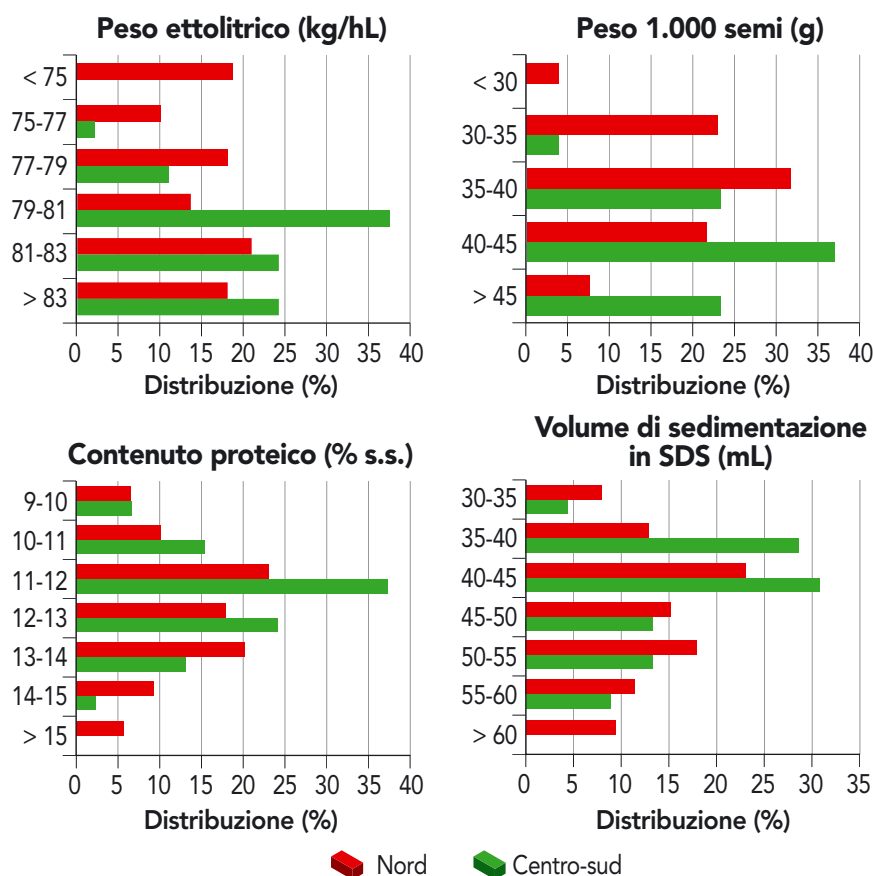 Peso ettolitrico (kg/hL)
< 75
75-77
77-79
79-81
81-83
> 83
0 5 10 15 20 25 30 35 40
Distribuzione (%)
Peso 1.000 semi (g)
< 30
30-35
35-40
40-45
> 45
0 5 10 15 20 25 30 35 40
Distribuzione (%)
Contenuto proteico (% s.s.)
9-10
10-11
11-12
12-13
13-14
14-15
> 15
0 5 10 15 20 25 30 35 40
Distribuzione (%)
Volume di sedimentazione
in SDS (mL)
30-35
35-40
40-45
45-50
50-55
55-60
> 60
0 5 10 15 20 25 30 35
Distribuzione (%)
Nord Centro-sud